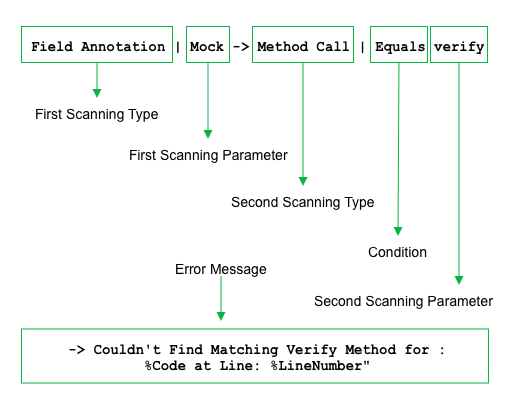 Field Annotation | Mock -> Method Call | Equals verify
First Scanning Type
First Scanning Parameter
Second Scanning Type
Condition
Error Message
Second Scanning Parameter
-> Couldn't Find Matching Verify Method for :
%Code at Line: %LineNumber"